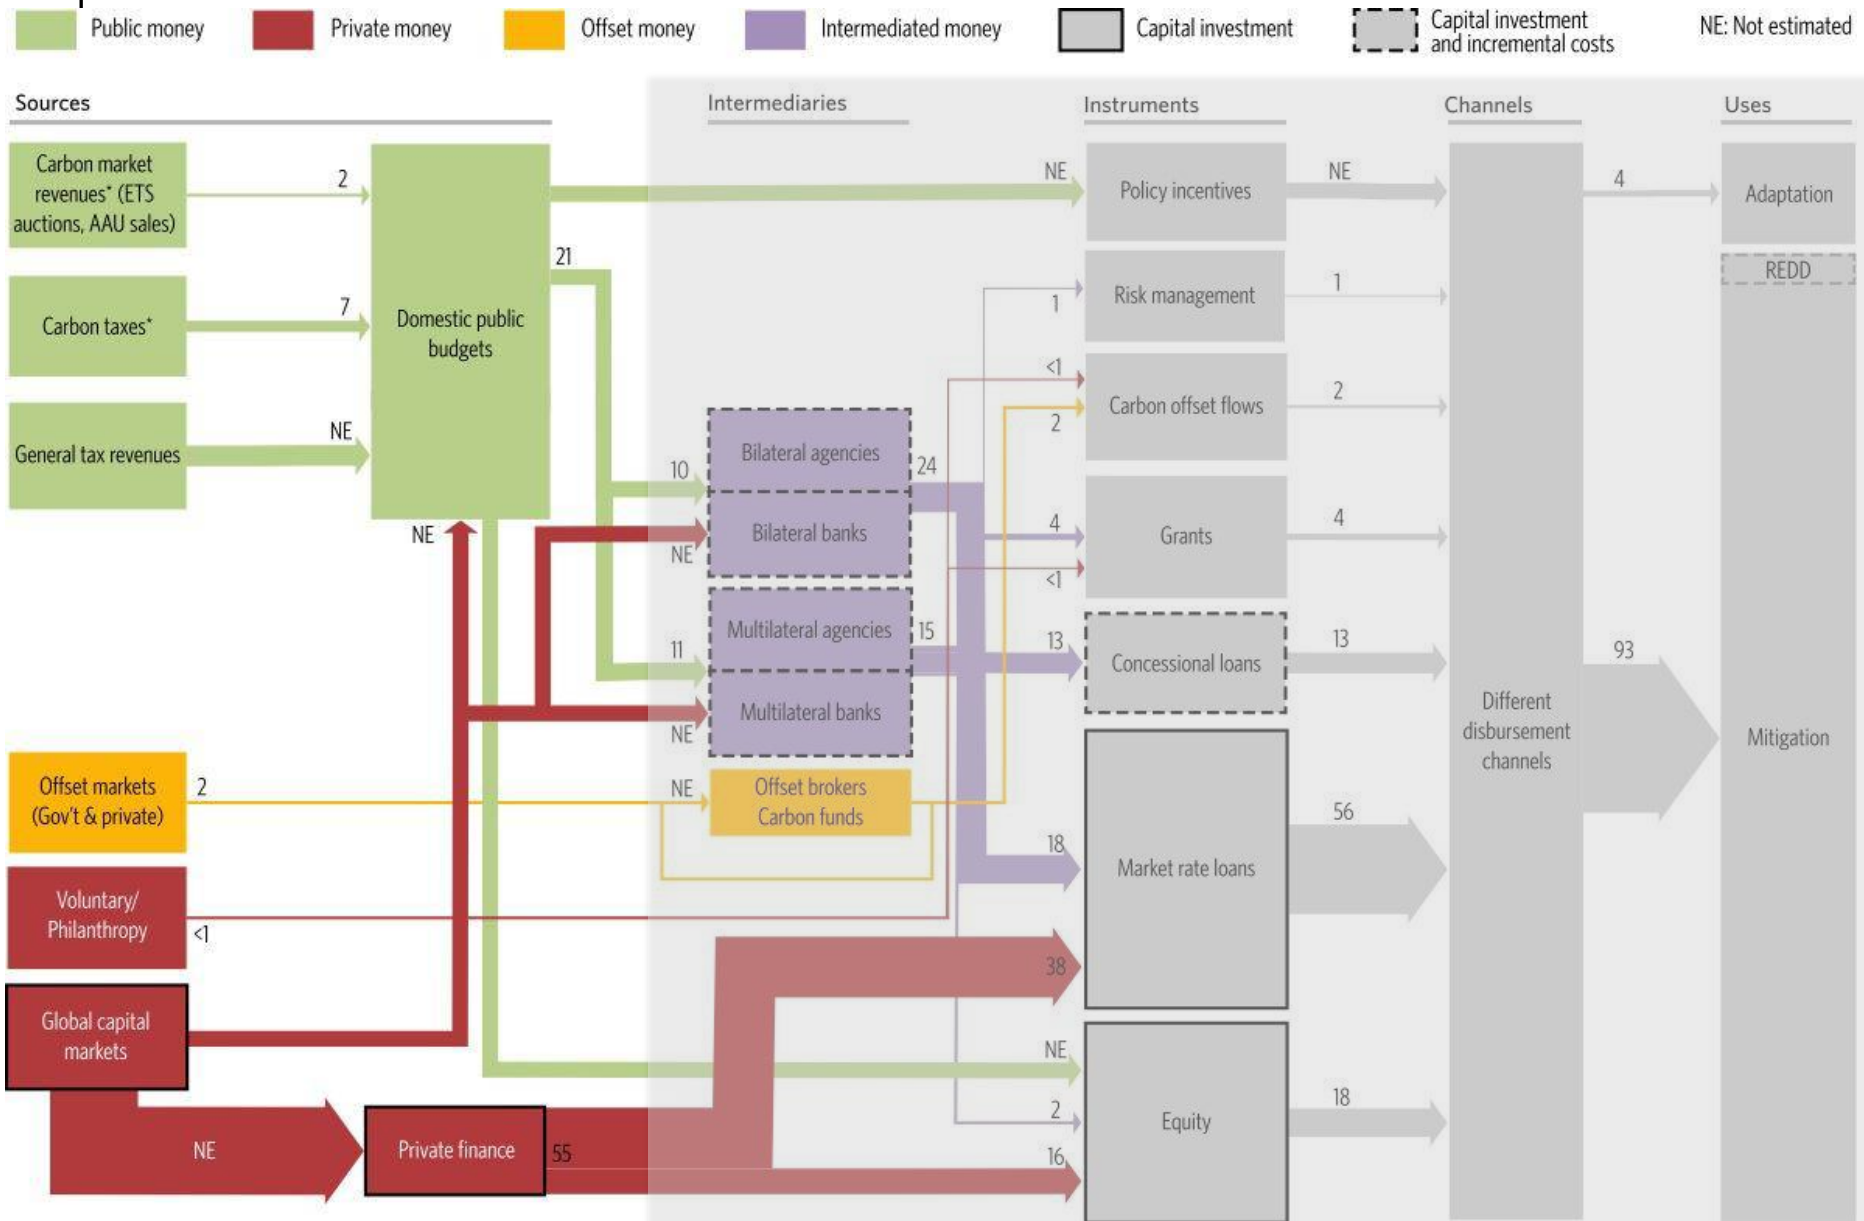 Public money
Private money
Offset money
Intermediated money
Capital investment
Capital investment
and incremental costs
NE: Not estimated
Sources
Intermediaries
Instruments
Channels
Uses
Carbon market
revenues* (ETS
auctions, AAU sales)
2
Carbon taxes*
7
General tax revenues
NE
Domestic public
budgets
21
NE
Offset markets
(Gov't & private)
2
Voluntary/
Philanthropy
<1
Global capital
markets
NE
Private finance
55
10
Bilateral agencies
24
Bilateral banks
NE
11
Multilateral agencies
15
Multilateral banks
NE
NE
Offset brokers
Carbon funds
NE
Policy incentives
NE
1
Risk management
1
<1
Carbon offset flows
2
2
4
Grants
4
<1
13
Concessional loans
13
18
Market rate loans
56
38
NE
2
Equity
18
16
Different
disbursement
channels
4
Adaptation
REDD
93
Mitigation